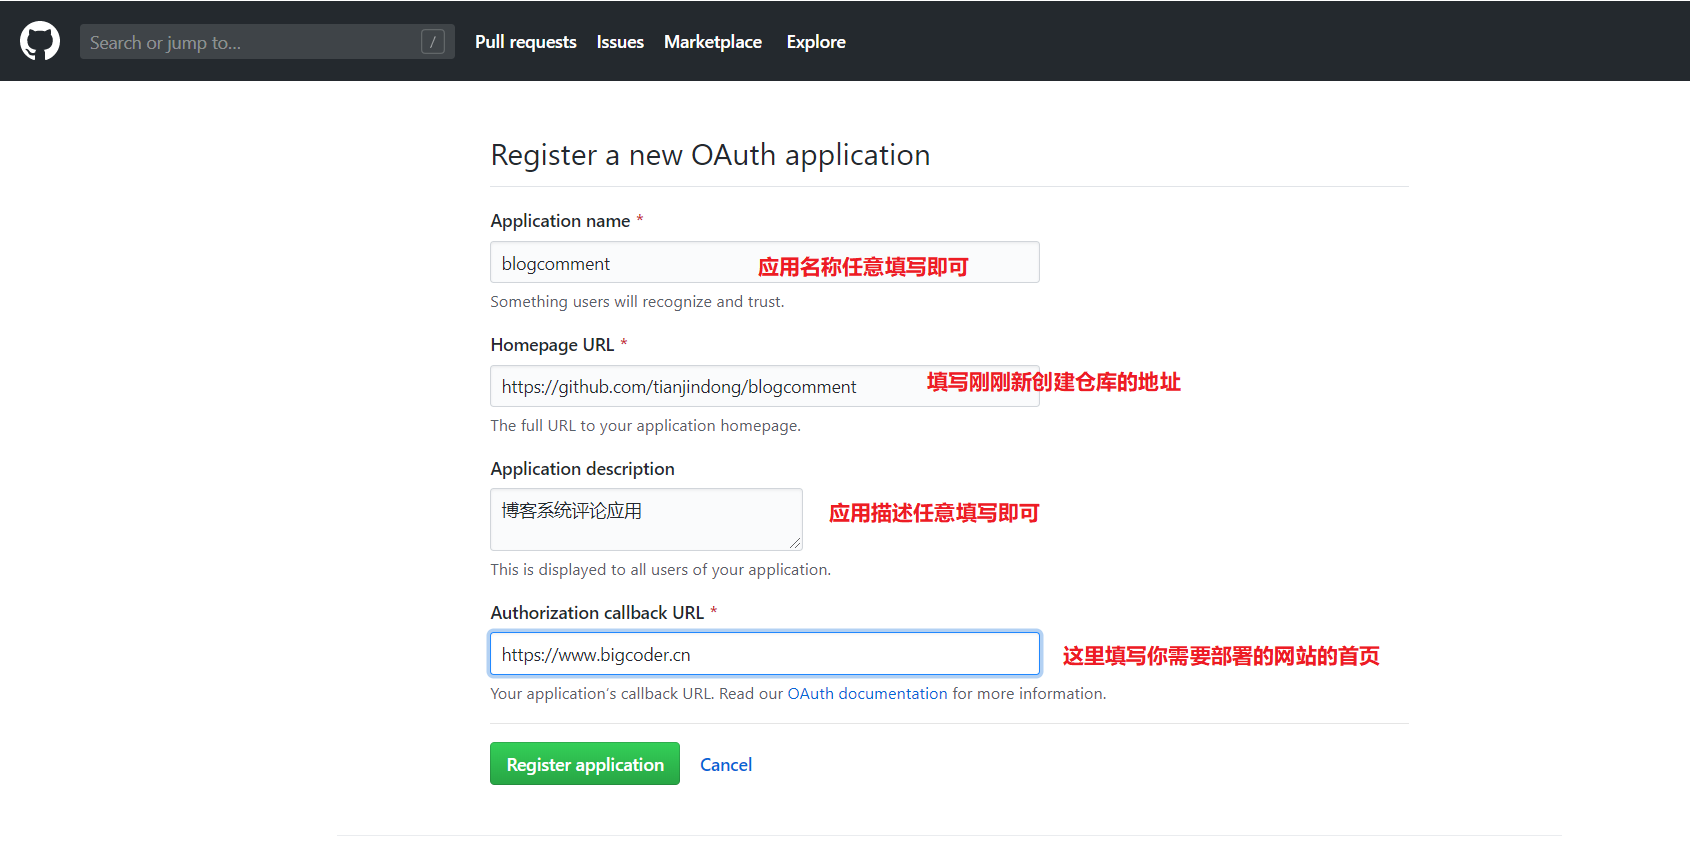 Search or jump to... /
Pull requests Issues Marketplace Explore
Register a new OAuth application
Application name *
blogcomment 应用名称任意填写即可
Something users will recognize and trust.
Homepage URL *
https://github.com/tianjindong/blogcomment 填写刚刚新创建仓库的地址
The full URL to your application homepage.
Application description
博客系统评论应用 应用描述任意填写即可
This is displayed to all users of your application.
Authorization callback URL *
https://www.bigcoder.cn 这里填写你需要部署的网站的首页
Your application’s callback URL. Read our OAuth documentation for more information.
Register application Cancel